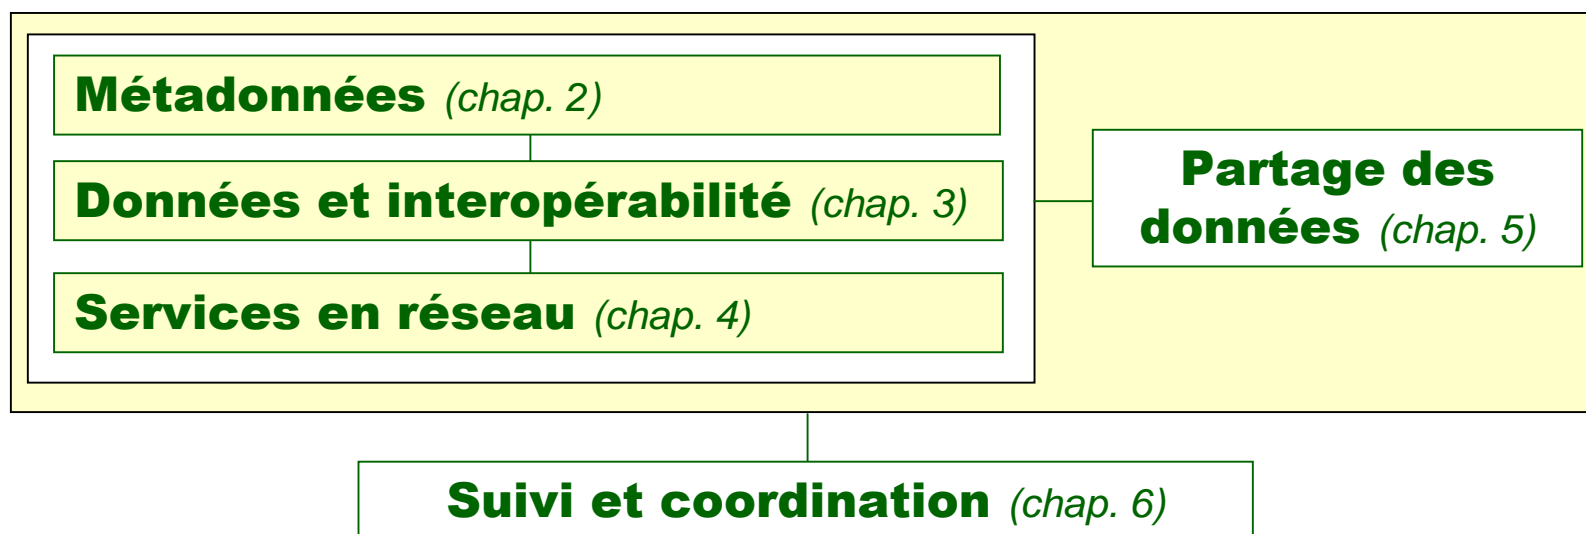 Métadonnées (chap. 2)
Données et interopérabilité (chap. 3)
Services en réseau (chap. 4)
Partage des
données (chap. 5)
Suivi et coordination (chap. 6)